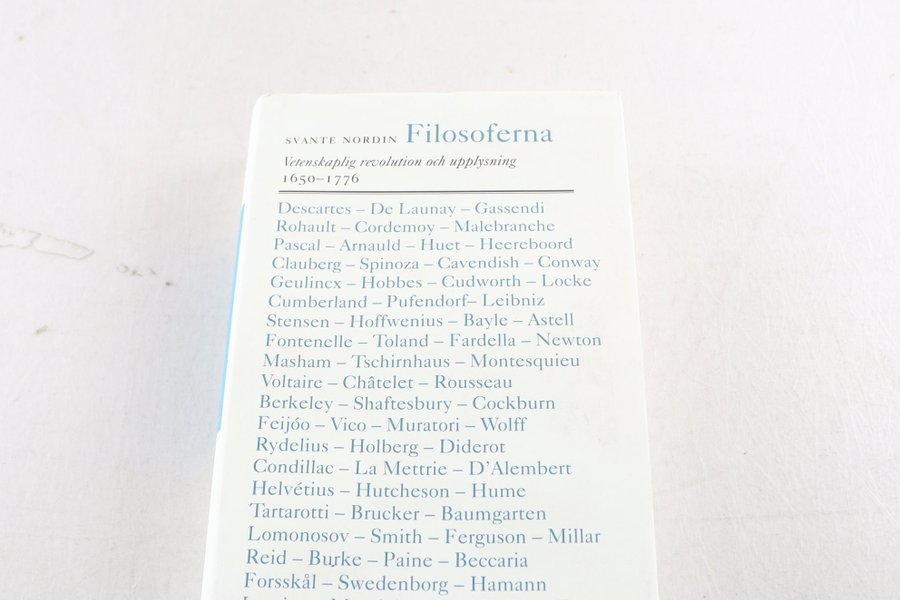 SVANTE NORDIN Filosoferna
Vetenskaplig revolution och upplysning
1650–1776
Descartes – De Launay – Gassendi
Rohault – Cordemoy – Malebranche
Pascal – Arnauld – Huet – Heereboord
Clauberg – Spinoza – Cavendish – Conway
Geulincx – Hobbes – Cudworth – Locke
Cumberland – Pufendorf– Leibniz
Stensen – Hoffwenius – Bayle – Astell
Fontenelle – Toland – Fardella – Newton
Masham – Tschirnhaus – Montesquieu
Voltaire – Châtelet – Rousseau
Berkeley – Shaftesbury – Cockburn
Feijóo – Vico – Muratori – Wolff
Rydelius – Holberg – Diderot
Condillac – La Mettrie – D'Alembert
Helvétius – Hutcheson – Hume
Tartarotti – Brucker – Baumgarten
Lomonosov – Smith – Ferguson – Millar
Reid – Burke – Paine – Beccaria
Forsskål – Swedenborg – Hamann